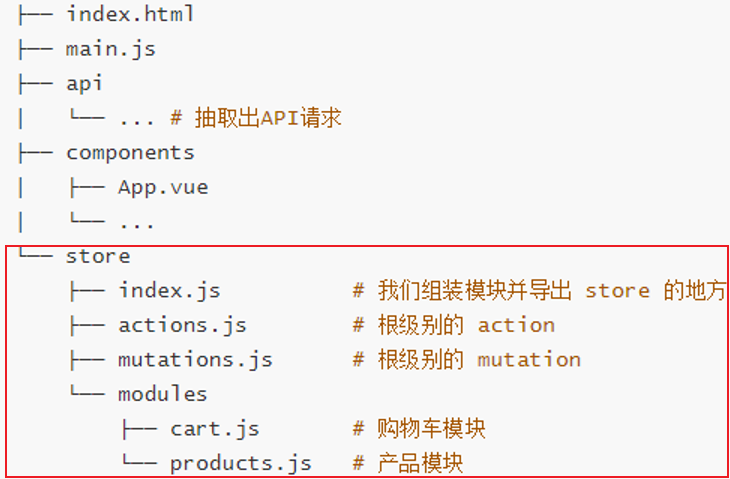 ├── index.html
├── main.js
├── api
│   └── ... # 抽取出API请求
├── components
│   ├── App.vue
│   └── ...
└── store
    ├── index.js          # 我们组装模块并导出 store 的地方
    ├── actions.js        # 根级别的 action
    ├── mutations.js      # 根级别的 mutation
    └── modules
        ├── cart.js       # 购物车模块
        └── products.js   # 产品模块